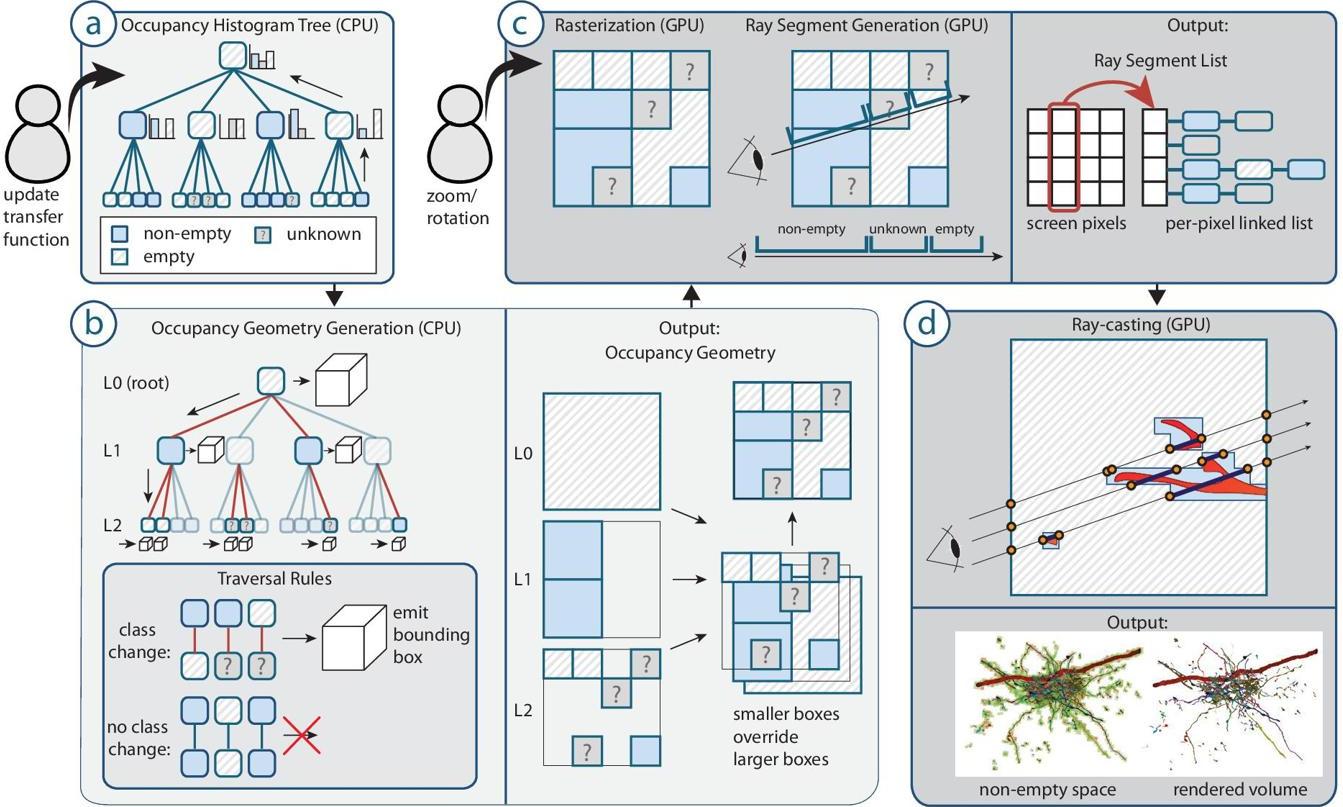 a
Occupancy Histogram Tree (CPU)
update
transfer
function
? ? ?
non-empty
? unknown
empty
c
Rasterization (GPU)
?
?
?
zoom/
rotation
Ray Segment Generation (GPU)
?
?
?
non-empty unknown empty
Output:
Ray Segment List
screen pixels
per-pixel linked list
b
Occupancy Geometry Generation (CPU)
L0 (root)
L1
L2
? ? ?
Traversal Rules
class
change:
? ?
emit
bounding
box
no class
change:
Output:
Occupancy Geometry
L0
L1
L2
?
?
?
?
?
?
?
?
?
smaller boxes
override
larger boxes
d
Ray-casting (GPU)
Output:
non-empty space
rendered volume